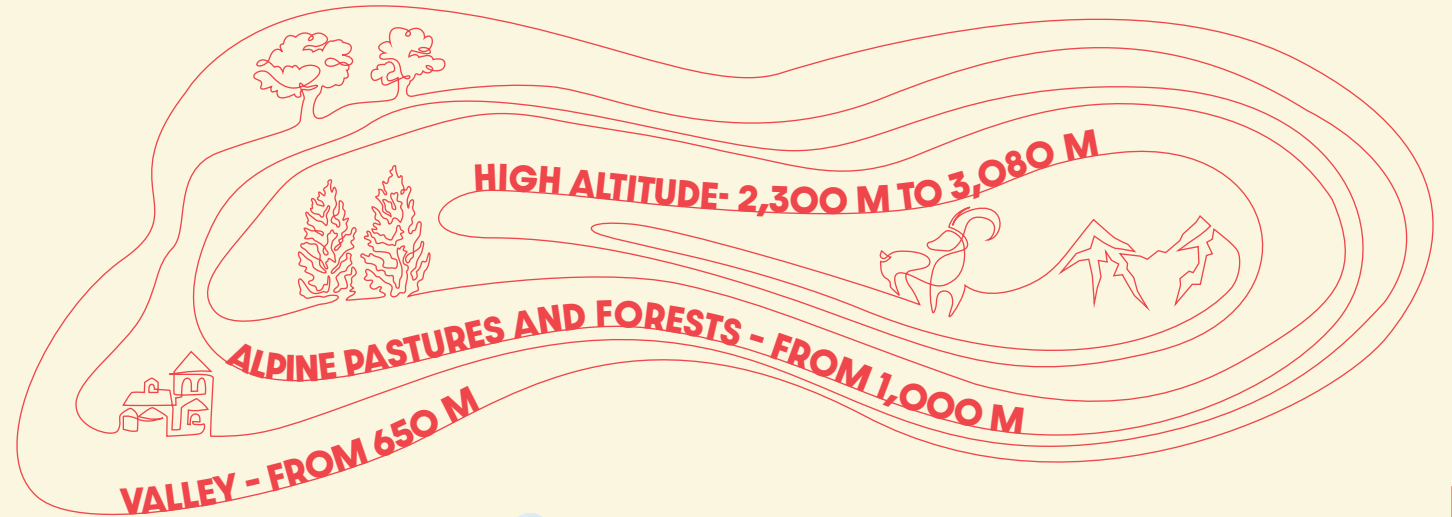 HIGH ALTITUDE- 2,300 M TO 3,080 M
ALPINE PASTURES AND FORESTS - FROM 1,000 M
VALLEY - FROM 650 M